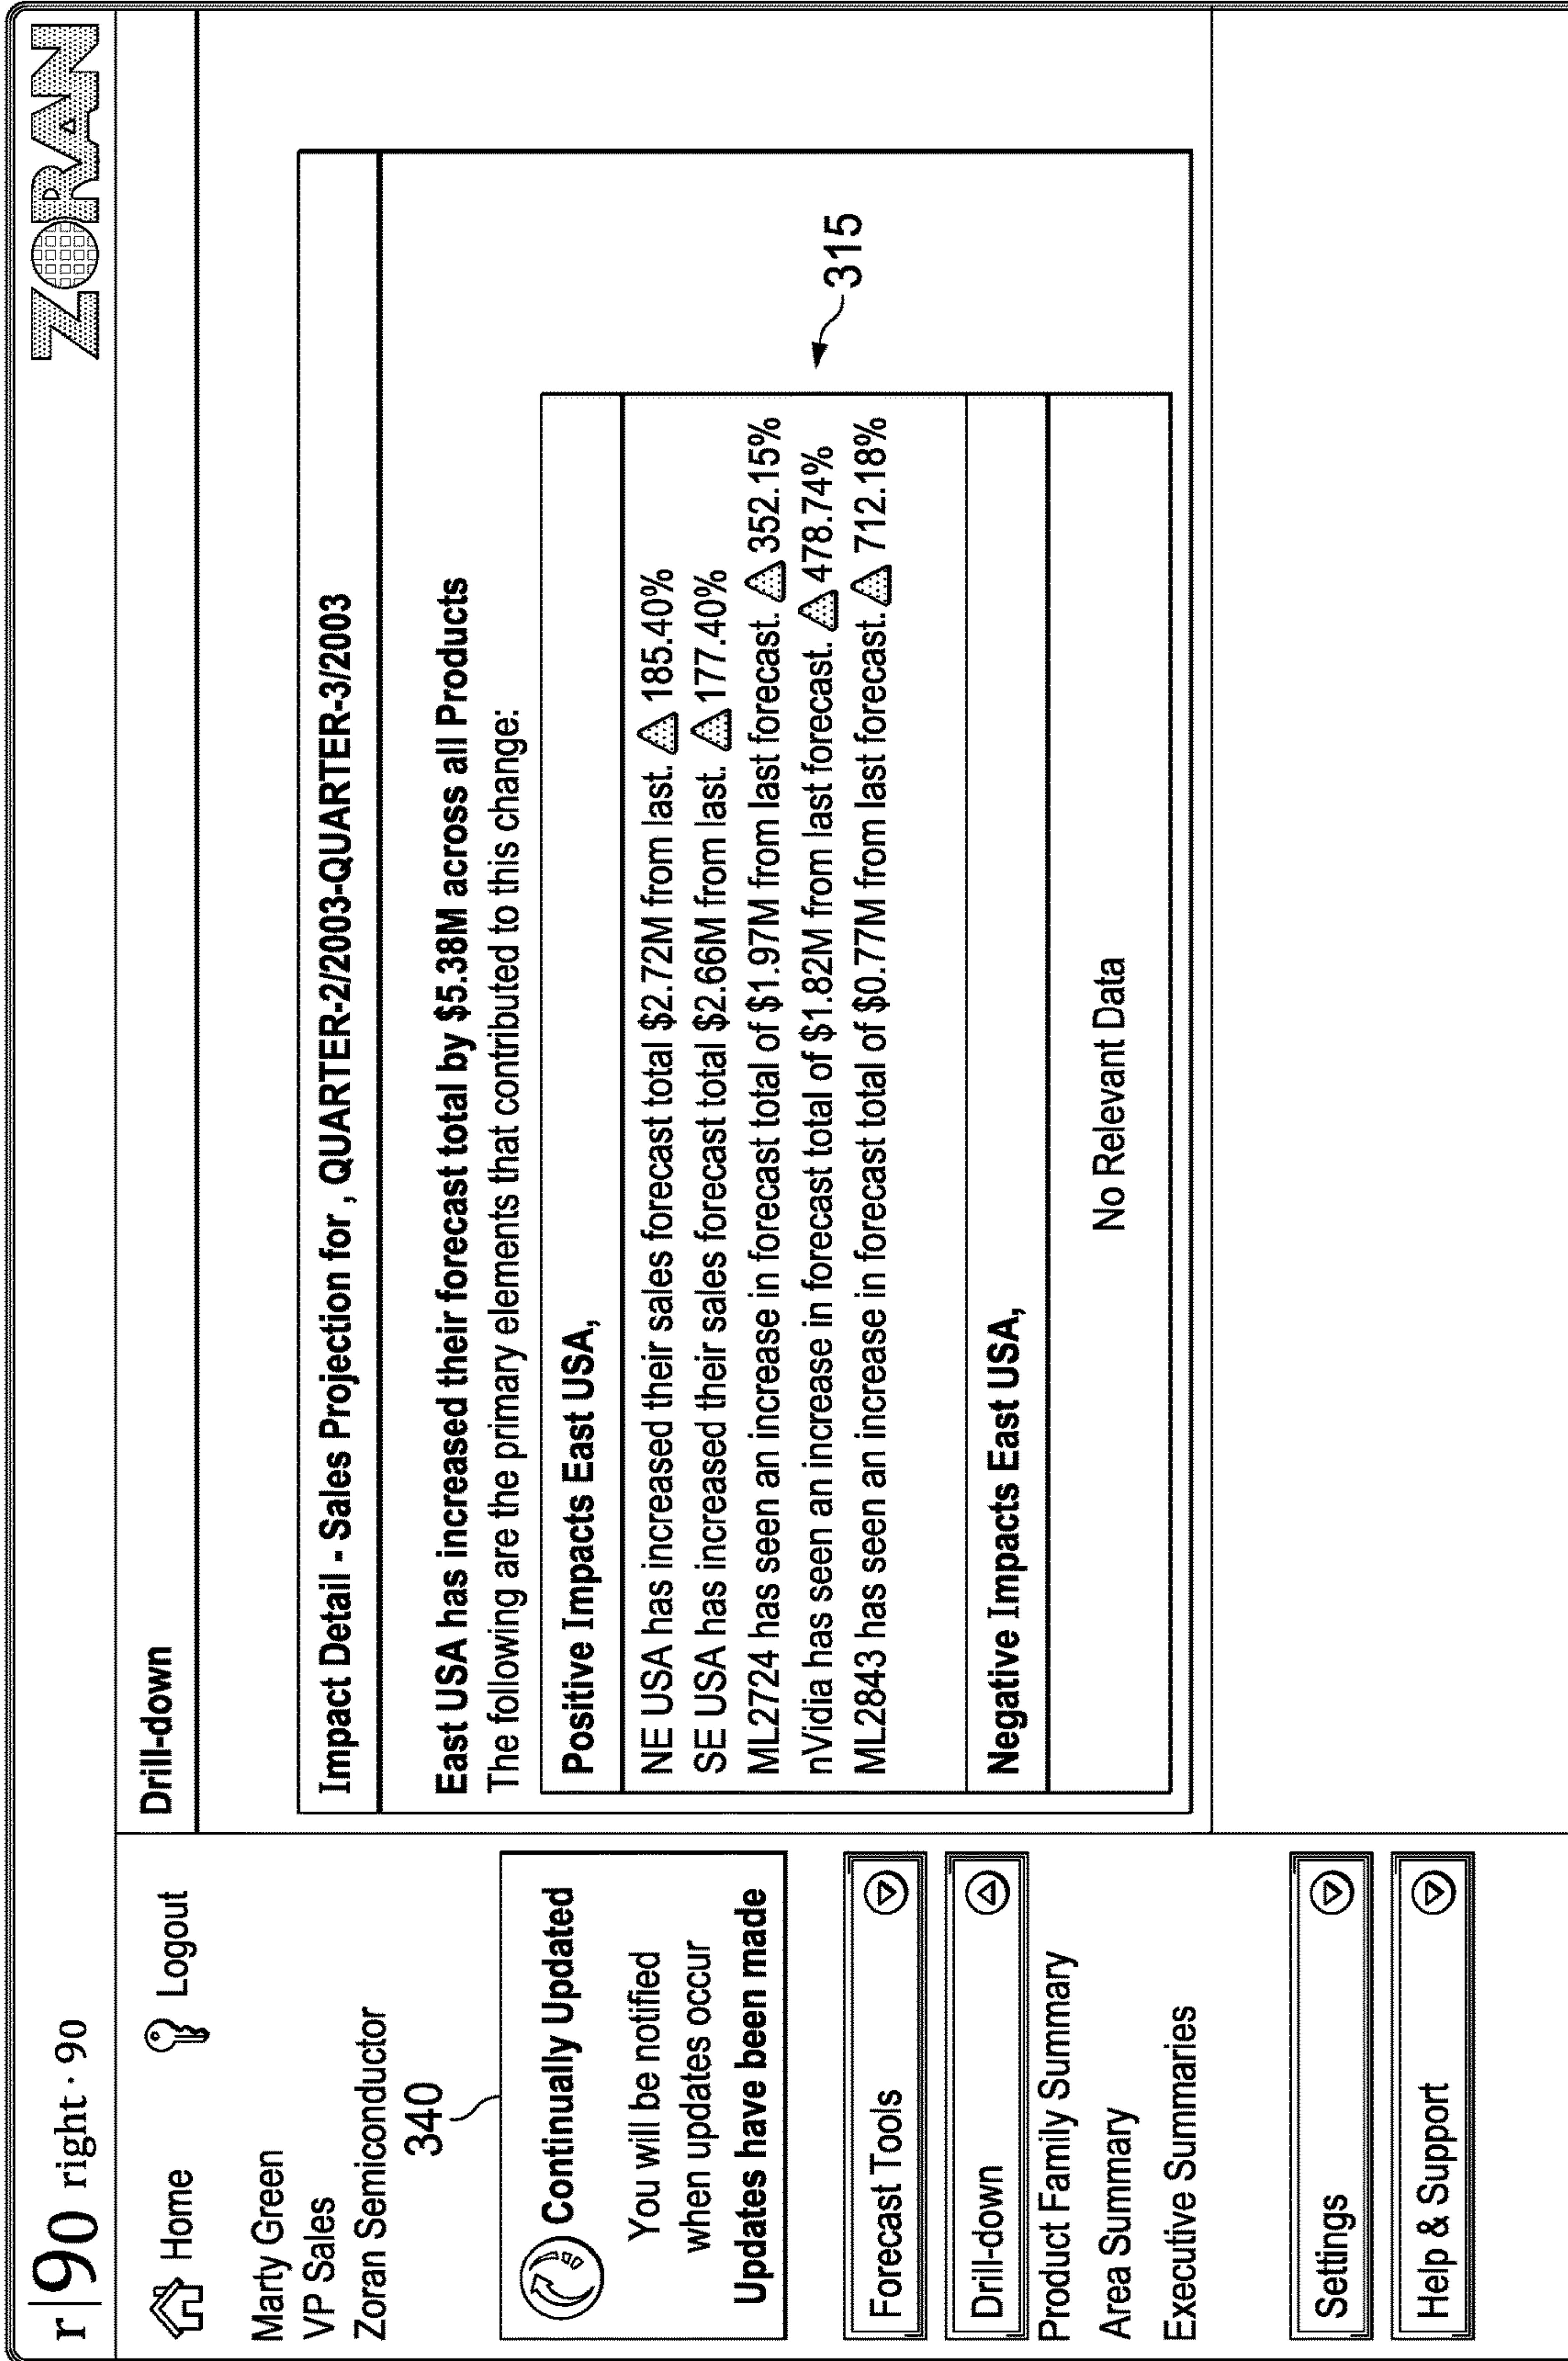 r|90 right · 90
ZORAN
Home
Logout
Marty Green
VP Sales
Zoran Semiconductor
340
Continually Updated
You will be notified
when updates occur
Updates have been made
Forecast Tools
Drill-down
Product Family Summary
Area Summary
Executive Summaries
Settings
Help & Support
Drill-down
Impact Detail - Sales Projection for , QUARTER-2/2003-QUARTER-3/2003
East USA has increased their forecast total by $5.38M across all Products
The following are the primary elements that contributed to this change:
Positive Impacts East USA,
NE USA has increased their sales forecast total $2.72M from last. 185.40%
SE USA has increased their sales forecast total $2.66M from last. 177.40%
ML2724 has seen an increase in forecast total of $1.97M from last forecast. 352.15%
nVidia has seen an increase in forecast total of $1.82M from last forecast. 478.74%
ML2843 has seen an increase in forecast total of $0.77M from last forecast. 712.18%
315
Negative Impacts East USA,
No Relevant Data